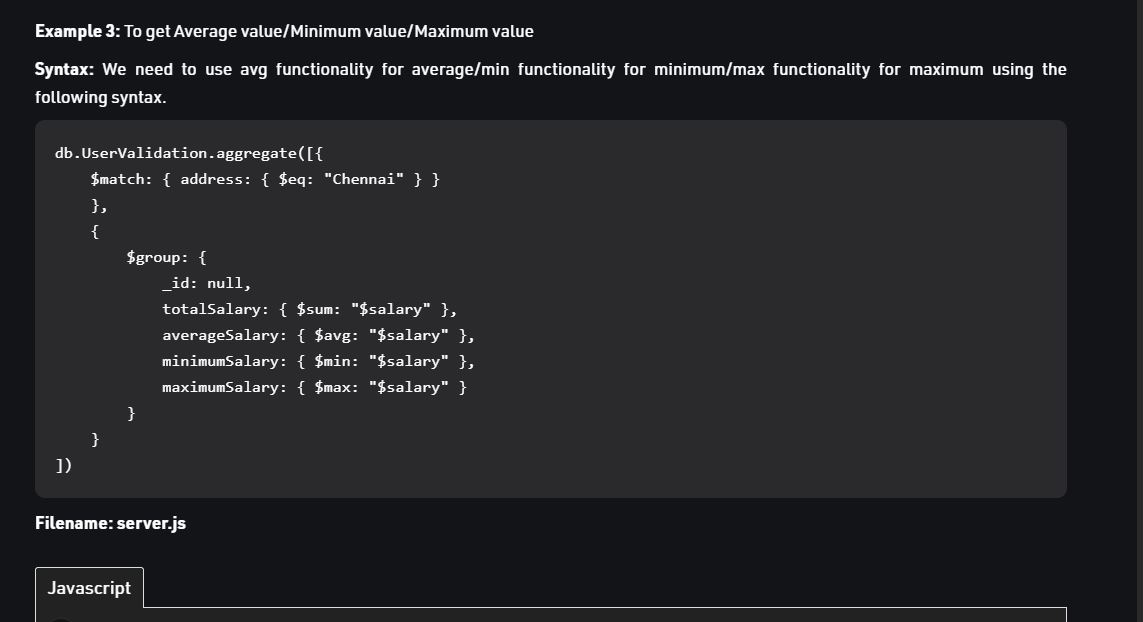 Example 3: To get Average value/Minimum value/Maximum value
Syntax: We need to use avg functionality for average/min functionality for minimum/max functionality for maximum using the
following syntax.
db.UserValidation.aggregate([{
    $match: { address: { $eq: "Chennai" } }
    },
    {
        $group: {
            _id: null,
            totalSalary: { $sum: "$salary" },
            averageSalary: { $avg: "$salary" },
            minimumSalary: { $min: "$salary" },
            maximumSalary: { $max: "$salary" }
        }
    }
])
Filename: server.js
Javascript